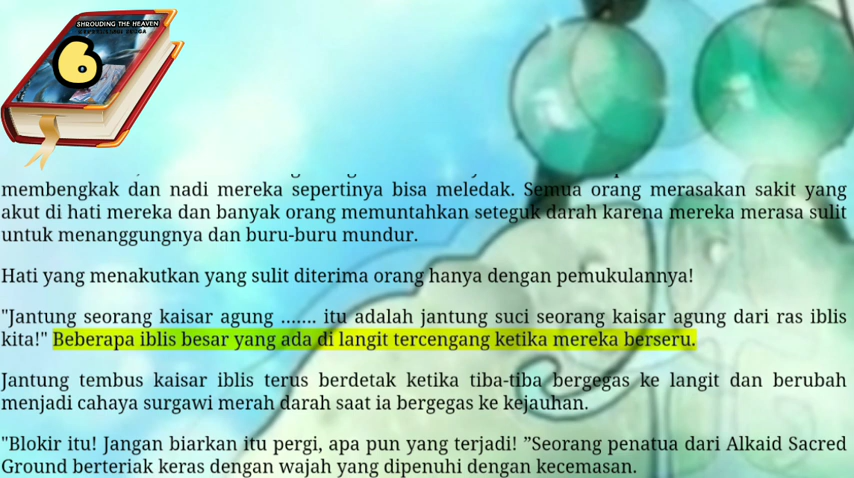 SHROUDING THE HEAVEN
6
membengkak dan nadi mereka sepertinya bisa meledak. Semua orang merasakan sakit yang
akut di hati mereka dan banyak orang memuntahkan seteguk darah karena mereka merasa sulit
untuk menanggungnya dan buru-buru mundur.
Hati yang menakutkan yang sulit diterima orang hanya dengan pemukulannya!
"Jantung seorang kaisar agung ……. itu adalah jantung suci seorang kaisar agung dari ras iblis
kita!" Beberapa iblis besar yang ada di langit tercengang ketika mereka berseru.
Jantung tembus kaisar iblis terus berdetak ketika tiba-tiba bergegas ke langit dan berubah
menjadi cahaya surgawi merah darah saat ia bergegas ke kejauhan.
"Blokir itu! Jangan biarkan itu pergi, apa pun yang terjadi! ”Seorang penatua dari Alkaid Sacred
Ground berteriak keras dengan wajah yang dipenuhi dengan kecemasan.